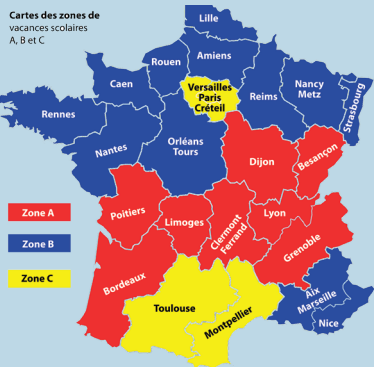 Cartes des zones de
vacances scolaires
A, B et C
Lille
Rouen
Amiens
Caen
Versailles
Paris
Créteil
Reims
Nancy
Metz
Strasbourg
Rennes
Nantes
Orléans
Tours
Dijon
Besançon
Zone A
Poitiers
Limoges
Clermont
Ferrand
Lyon
Grenoble
Zone B
Zone C
Bordeaux
Toulouse
Montpellier
Aix
Marseille
Nice